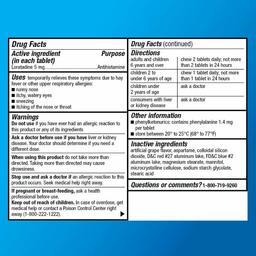 Drug Facts
Active ingredient Purpose
(in each tablet)
Loratadine 5 mg Antihistamine
Uses temporarily relieves these symptoms due to hay
fever or other upper respiratory allergies:
■ runny nose
■ itchy, watery eyes
■ sneezing
■ itching of the nose or throat
Warnings
Do not use if you have ever had an allergic reaction to
this product or any of its ingredients
Ask a doctor before use if you have liver or kidney
disease. Your doctor should determine if you need a
different dose.
When using this product do not take more than
directed. Taking more than directed may cause
drowsiness.
Stop use and ask a doctor if an allergic reaction to this
product occurs. Seek medical help right away.
If pregnant or breast-feeding, ask a health
professional before use.
Keep out of reach of children. In case of overdose, get
medical help or contact a Poison Control Center right
away (1-800-222-1222).
Drug Facts (continued)
Directions
adults and children chew 2 tablets daily; not more
6 years and over than 2 tablets in 24 hours
children 2 to chew 1 tablet daily; not more
under 6 years of age than 1 tablet in 24 hours
children under ask a doctor
2 years of age
consumers with liver ask a doctor
or kidney disease
Other information
■ phenylketonurics: contains phenylalanine 1.4 mg
per tablet
■ store between 20° to 25°C (68° to 77°F)
Inactive ingredients
artificial grape flavor, aspartame, colloidal silicon
dioxide, D&C red #27 aluminum lake, FD&C blue #2
aluminum lake, magnesium stearate, mannitol,
microcrystalline cellulose, sodium starch glycolate,
stearic acid
Questions or comments? 1-800-719-9260